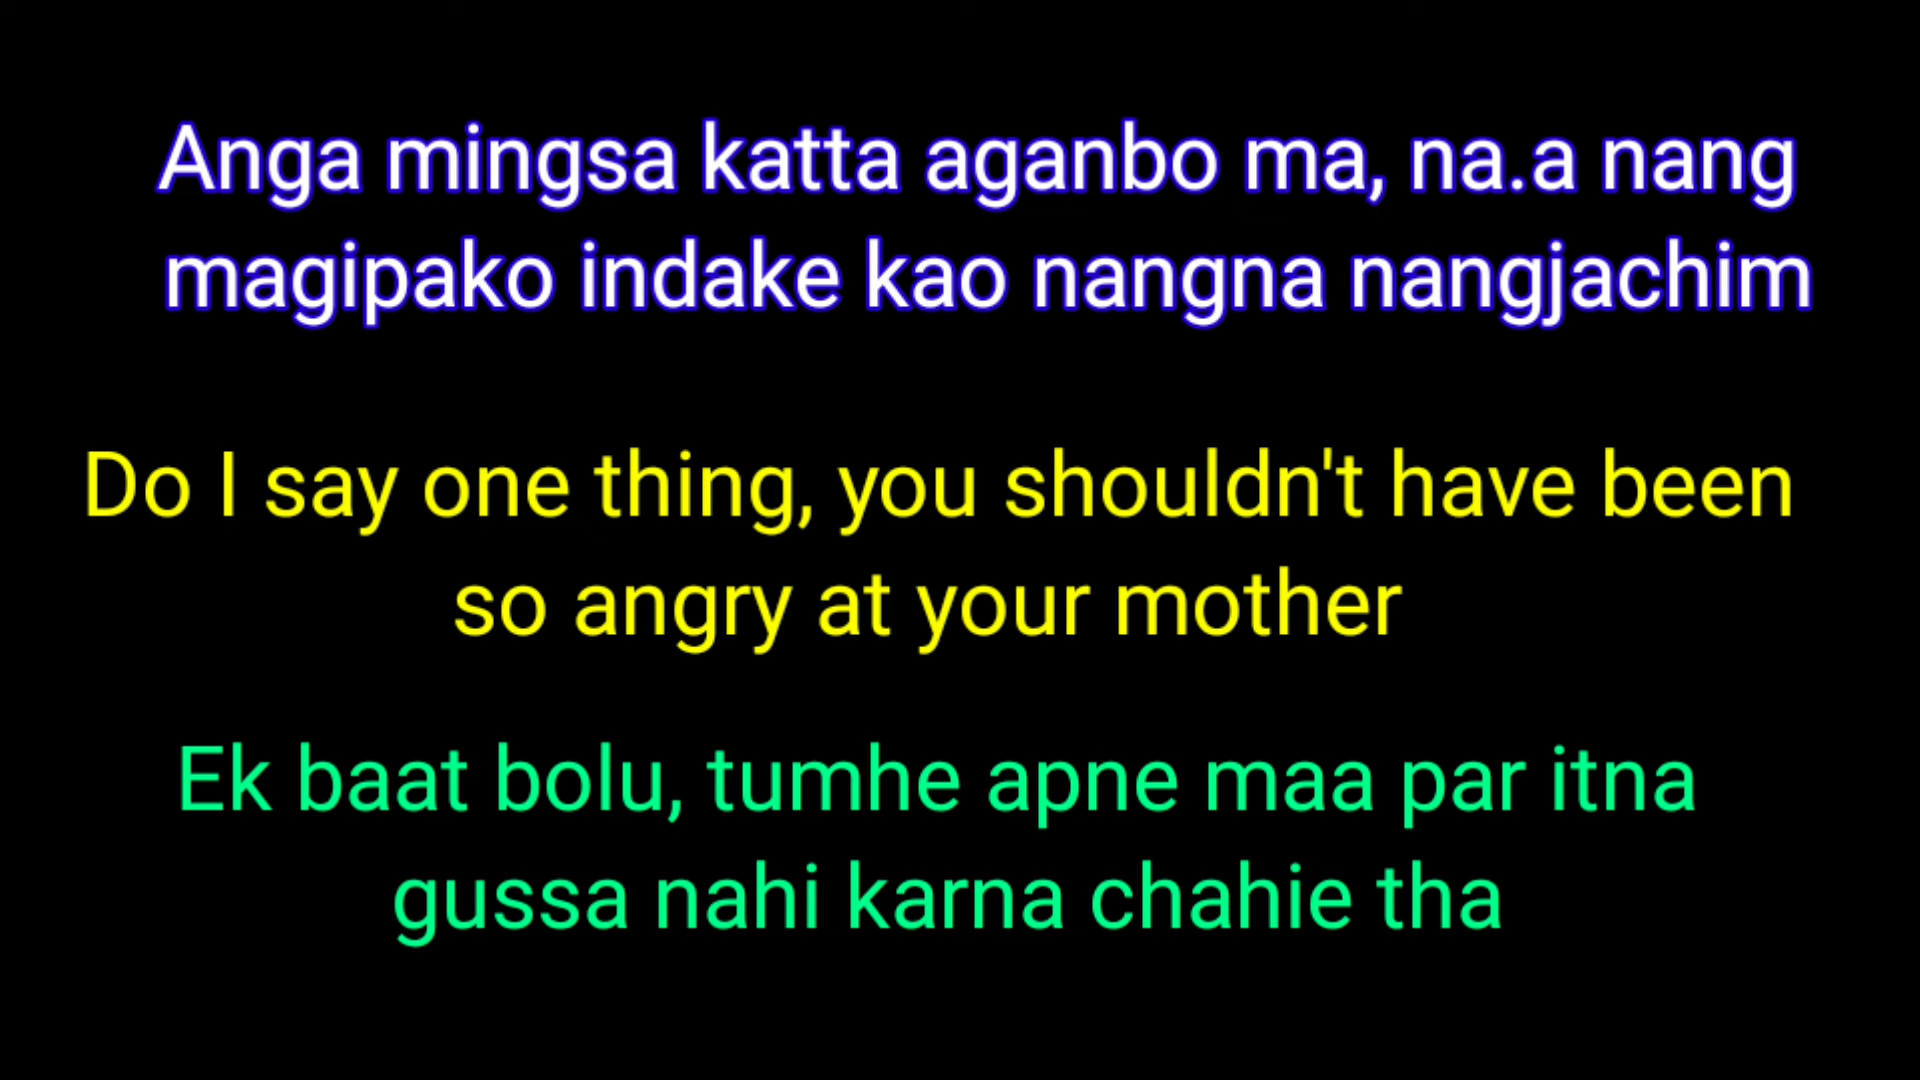 Anga mingsa katta aganbo ma, na.a nang
magipako indake kao nangna nangjachim
Do I say one thing, you shouldn't have been
so angry at your mother
Ek baat bolu, tumhe apne maa par itna
gussa nahi karna chahie tha